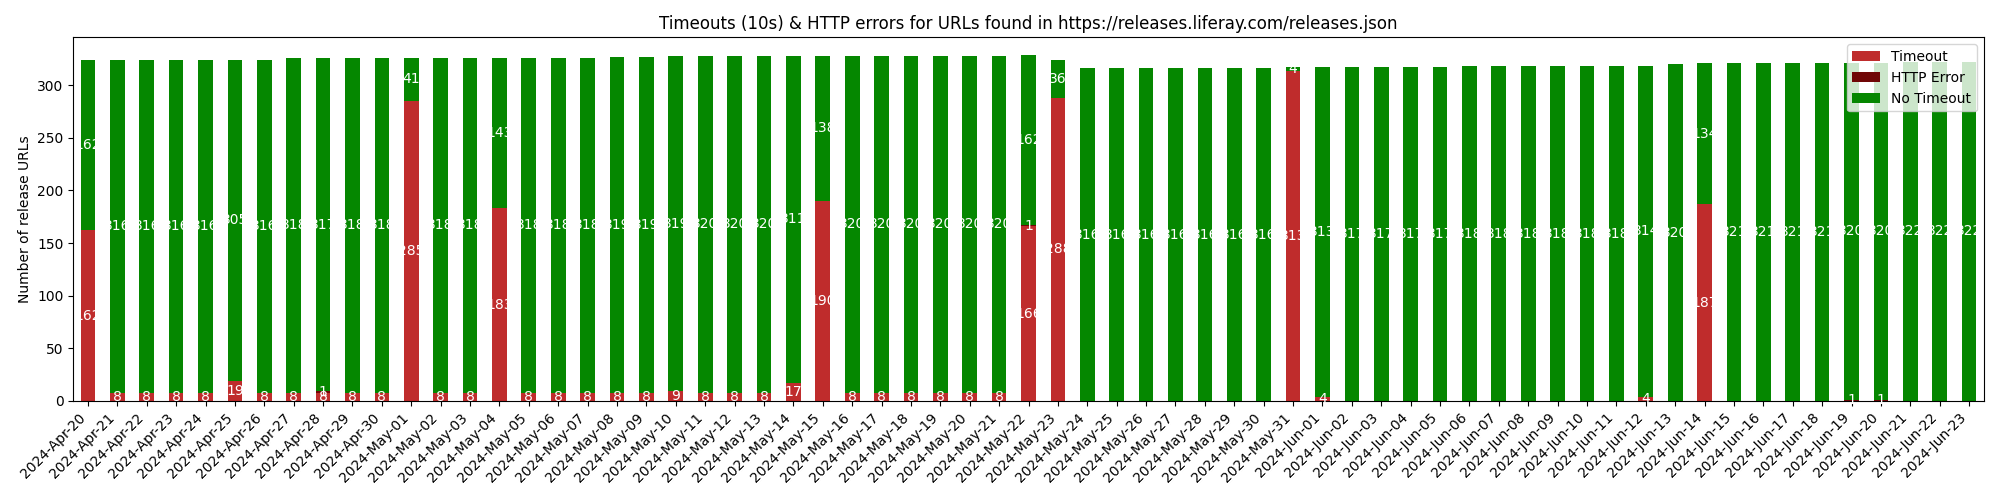 Timeouts (10s) & HTTP errors for URLs found in https://releases.liferay.com/releases.json
Number of release URLs
300
250
200
150
100
50
0
Timeout
HTTP Error
No Timeout
162 316 316 316 316 305 316 318 317 318 318 41 318 318 143 318 318 318 319 319 319 320 320 320 311 138 320 320 320 320 320 320 162 36 316 316 316 316 316 316 316 4 313 317 317 317 317 318 318 318 318 318 318 314 320 134 321 321 321 321 320 320 322 322 322
1 1 1 1
162 8 8 8 8 19 8 8 8 8 8 285 8 8 183 8 8 8 8 8 9 8 8 8 17 190 8 8 8 8 8 8 166 288 313 4 4 187
2024-Apr-20
2024-Apr-21
2024-Apr-22
2024-Apr-23
2024-Apr-24
2024-Apr-25
2024-Apr-26
2024-Apr-27
2024-Apr-28
2024-Apr-29
2024-Apr-30
2024-May-01
2024-May-02
2024-May-03
2024-May-04
2024-May-05
2024-May-06
2024-May-07
2024-May-08
2024-May-09
2024-May-10
2024-May-11
2024-May-12
2024-May-13
2024-May-14
2024-May-15
2024-May-16
2024-May-17
2024-May-18
2024-May-19
2024-May-20
2024-May-21
2024-May-22
2024-May-23
2024-May-24
2024-May-25
2024-May-26
2024-May-27
2024-May-28
2024-May-29
2024-May-30
2024-May-31
2024-Jun-01
2024-Jun-02
2024-Jun-03
2024-Jun-04
2024-Jun-05
2024-Jun-06
2024-Jun-07
2024-Jun-08
2024-Jun-09
2024-Jun-10
2024-Jun-11
2024-Jun-12
2024-Jun-13
2024-Jun-14
2024-Jun-15
2024-Jun-16
2024-Jun-17
2024-Jun-18
2024-Jun-19
2024-Jun-20
2024-Jun-21
2024-Jun-22
2024-Jun-23